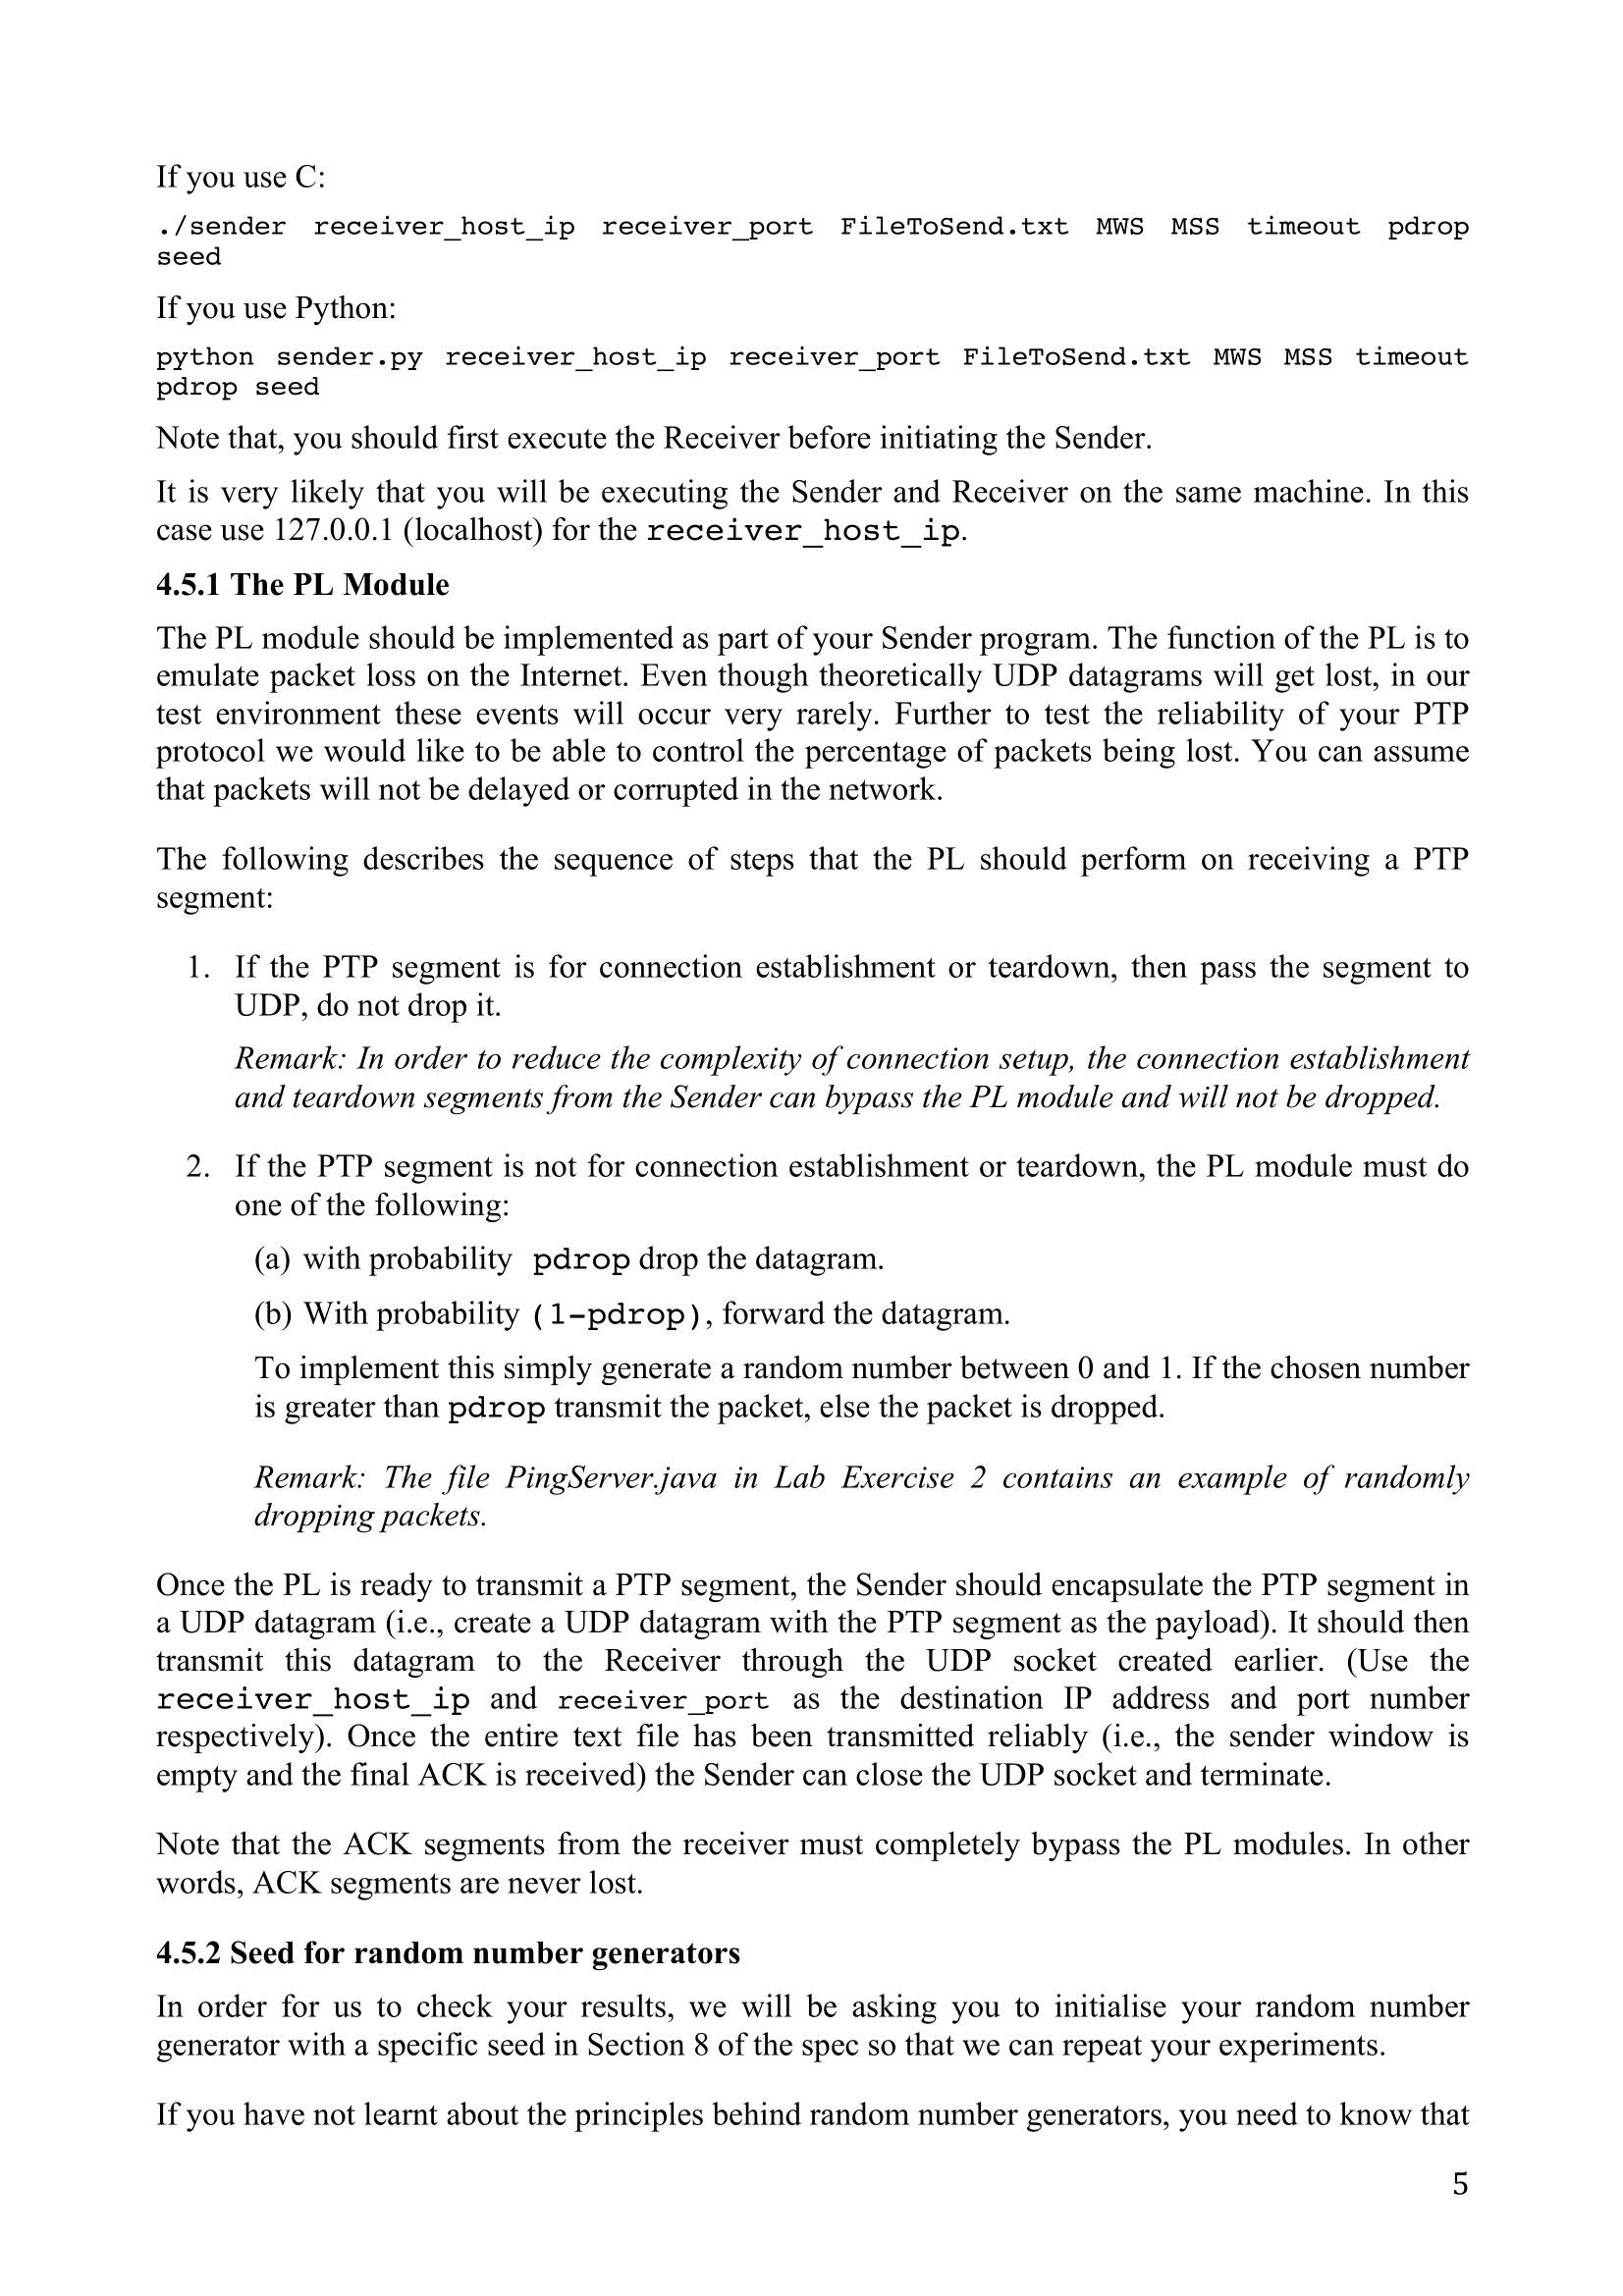 If you use C:
./sender receiver_host_ip receiver_port FileToSend.txt MWS MSS timeout pdrop
seed
If you use Python:
python sender.py receiver_host_ip receiver_port FileToSend.txt MWS MSS timeout
pdrop seed
Note that, you should first execute the Receiver before initiating the Sender.
It is very likely that you will be executing the Sender and Receiver on the same machine. In this
case use 127.0.0.1 (localhost) for the receiver_host_ip.
4.5.1 The PL Module
The PL module should be implemented as part of your Sender program. The function of the PL is to
emulate packet loss on the Internet. Even though theoretically UDP datagrams will get lost, in our
test environment these events will occur very rarely. Further to test the reliability of your PTP
protocol we would like to be able to control the percentage of packets being lost. You can assume
that packets will not be delayed or corrupted in the network.
The following describes the sequence of steps that the PL should perform on receiving a PTP
segment:
1. If the PTP segment is for connection establishment or teardown, then pass the segment to
UDP, do not drop it.
Remark: In order to reduce the complexity of connection setup, the connection establishment
and teardown segments from the Sender can bypass the PL module and will not be dropped.
2. If the PTP segment is not for connection establishment or teardown, the PL module must do
one of the following:
(a) with probability pdrop drop the datagram.
(b) With probability (1-pdrop), forward the datagram.
To implement this simply generate a random number between 0 and 1. If the chosen number
is greater than pdrop transmit the packet, else the packet is dropped.
Remark: The file PingServer.java in Lab Exercise 2 contains an example of randomly
dropping packets.
Once the PL is ready to transmit a PTP segment, the Sender should encapsulate the PTP segment in
a UDP datagram (i.e., create a UDP datagram with the PTP segment as the payload). It should then
transmit this datagram to the Receiver through the UDP socket created earlier. (Use the
receiver_host_ip and receiver_port as the destination IP address and port number
respectively). Once the entire text file has been transmitted reliably (i.e., the sender window is
empty and the final ACK is received) the Sender can close the UDP socket and terminate.
Note that the ACK segments from the receiver must completely bypass the PL modules. In other
words, ACK segments are never lost.
4.5.2 Seed for random number generators
In order for us to check your results, we will be asking you to initialise your random number
generator with a specific seed in Section 8 of the spec so that we can repeat your experiments.
If you have not learnt about the principles behind random number generators, you need to know that
5